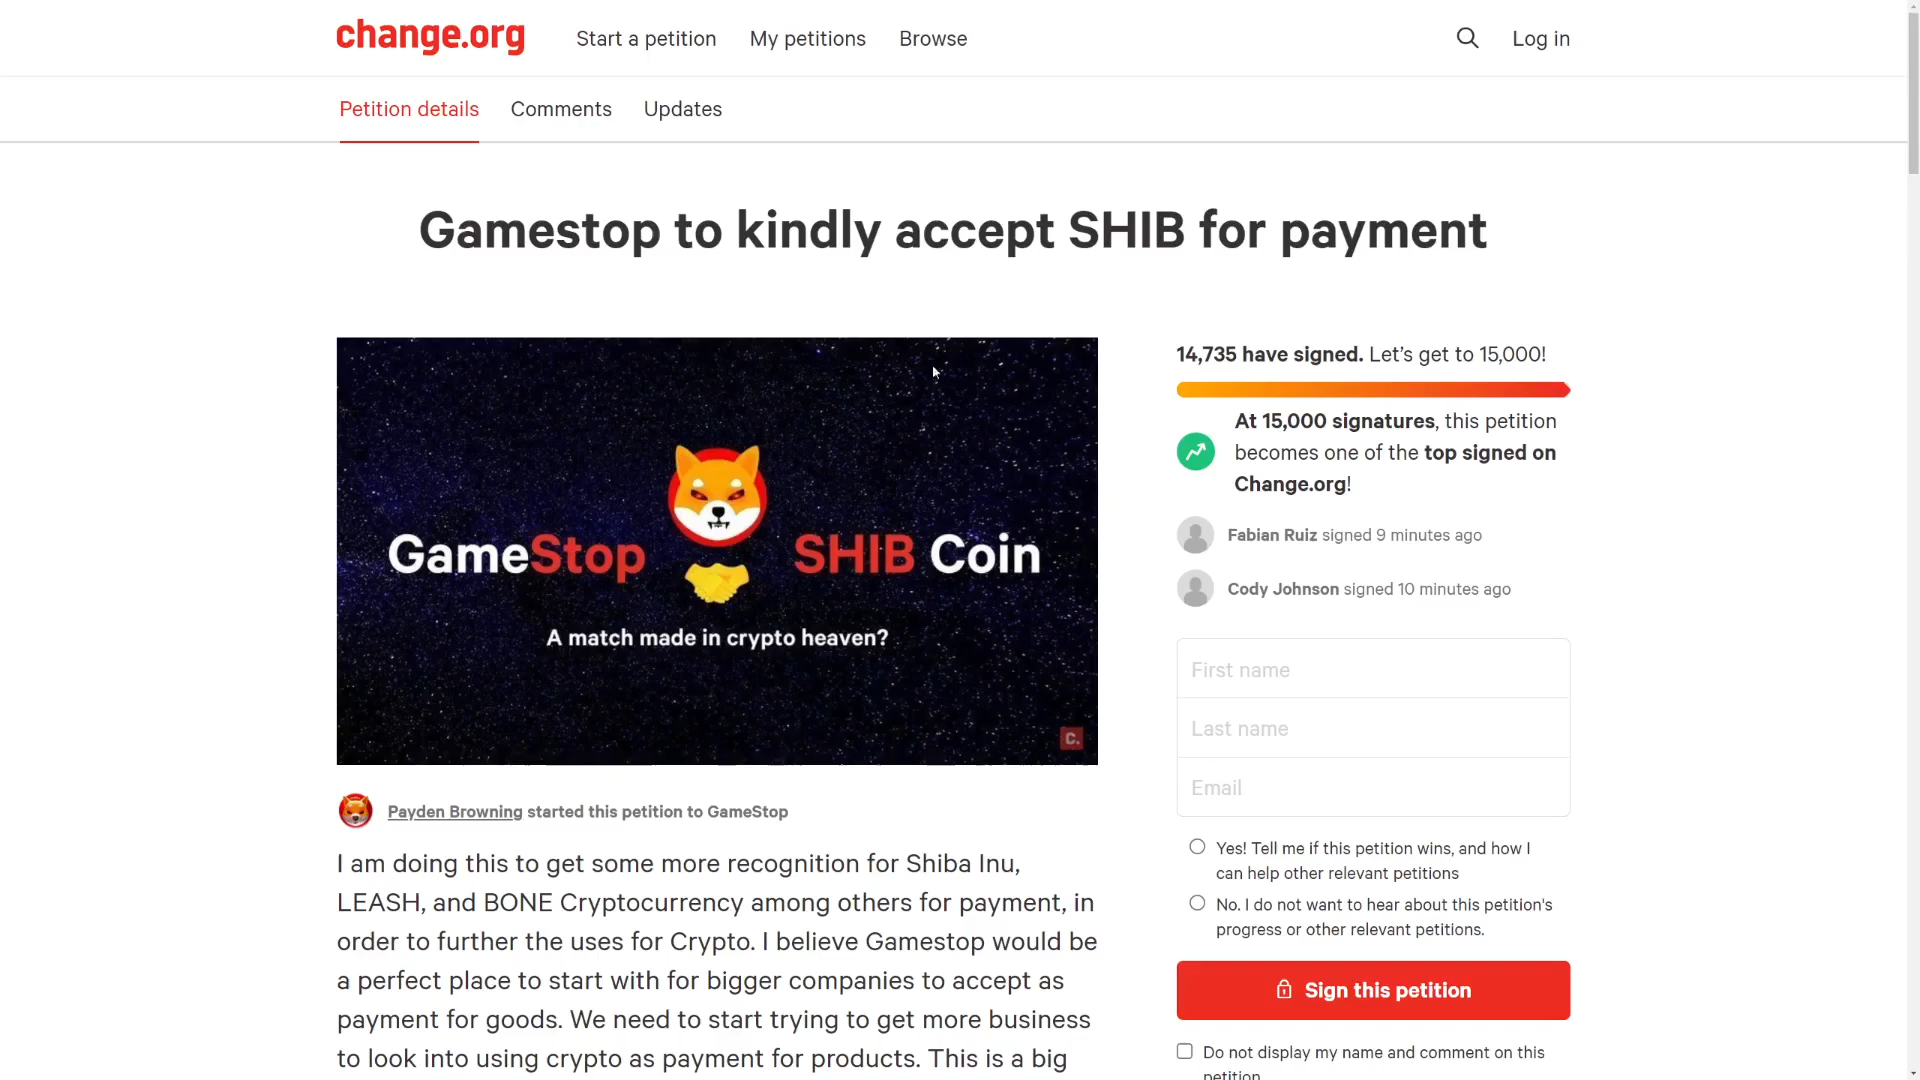 change.org
Start a petition
My petitions
Browse
Log in
Petition details
Comments
Updates
Gamestop to kindly accept SHIB for payment
GameStop
SHIB Coin
A match made in crypto heaven?
c.
Payden Browning started this petition to GameStop
I am doing this to get some more recognition for Shiba Inu,
LEASH, and BONE Cryptocurrency among others for payment, in
order to further the uses for Crypto. I believe Gamestop would be
a perfect place to start with for bigger companies to accept as
payment for goods. We need to start trying to get more business
to look into using crypto as payment for products. This is a big
14,735 have signed. Let’s get to 15,000!
At 15,000 signatures, this petition
becomes one of the top signed on
Change.org!
Fabian Ruiz signed 9 minutes ago
Cody Johnson signed 10 minutes ago
First name
Last name
Email
Yes! Tell me if this petition wins, and how I
can help other relevant petitions
No. I do not want to hear about this petition's
progress or other relevant petitions.
Sign this petition
Do not display my name and comment on this
petition